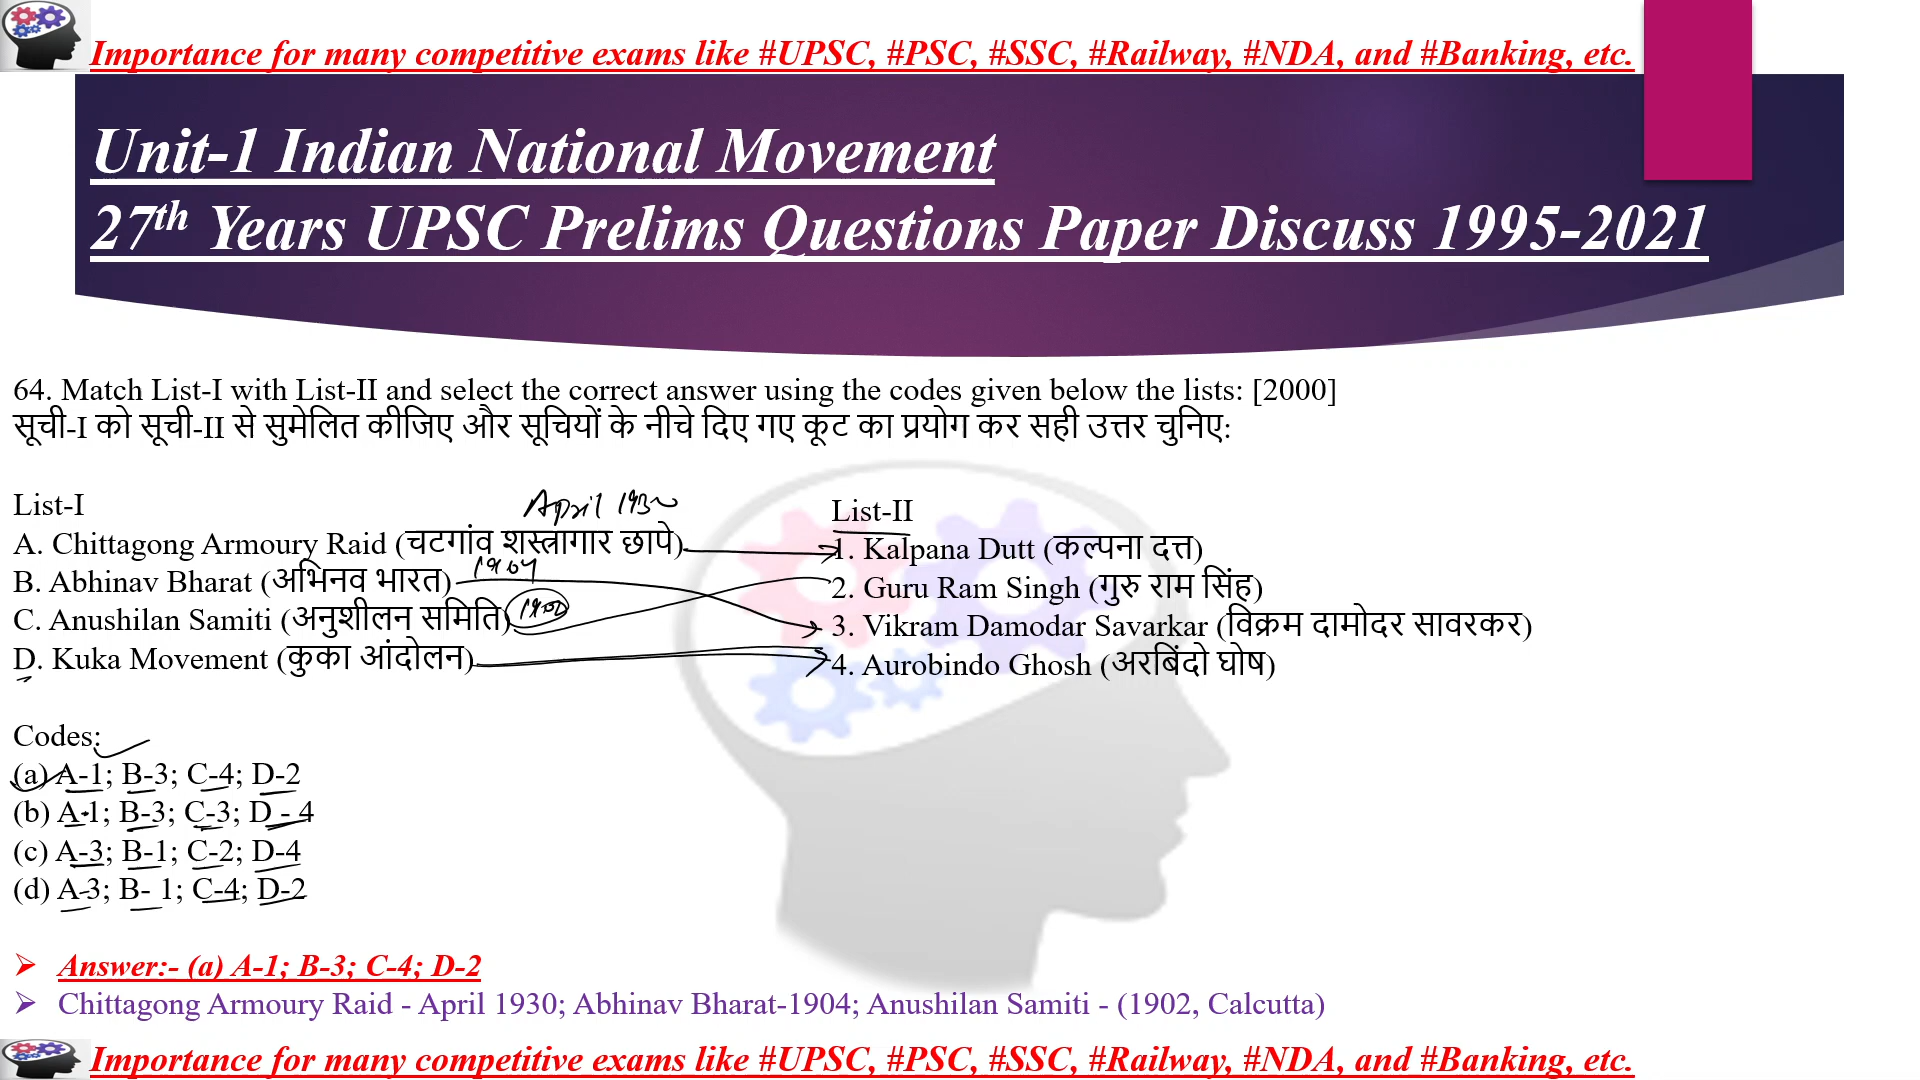 Importance for many competitive exams like #UPSC, #PSC, #SSC, #Railway, #NDA, and #Banking, etc.
Unit-1 Indian National Movement
27th Years UPSC Prelims Questions Paper Discuss 1995-2021
64. Match List-I with List-II and select the correct answer using the codes given below the lists: [2000]
सूची-I को सूची-II से सुमेलित कीजिए और सूचियों के नीचे दिए गए कूट का प्रयोग कर सही उत्तर चुनिए:
List-I
April 1930
A. Chittagong Armoury Raid (चटगांव शस्त्रागार छापे)
B. Abhinav Bharat (अभिनव भारत) 1904
C. Anushilan Samiti (अनुशीलन समिति)
D. Kuka Movement (कुका आंदोलन)
List-II
1. Kalpana Dutt (कल्पना दत्त)
2. Guru Ram Singh (गुरु राम सिंह)
3. Vikram Damodar Savarkar (विक्रम दामोदर सावरकर)
4. Aurobindo Ghosh (अरबिंदो घोष)
Codes:
(a) A-1; B-3; C-4; D-2
(b) A-1; B-3; C-3; D - 4
(c) A-3; B-1; C-2; D-4
(d) A-3; B- 1; C-4; D-2
Answer:- (a) A-1; B-3; C-4; D-2
Chittagong Armoury Raid - April 1930; Abhinav Bharat-1904; Anushilan Samiti - (1902, Calcutta)
Importance for many competitive exams like #UPSC, #PSC, #SSC, #Railway, #NDA, and #Banking, etc.